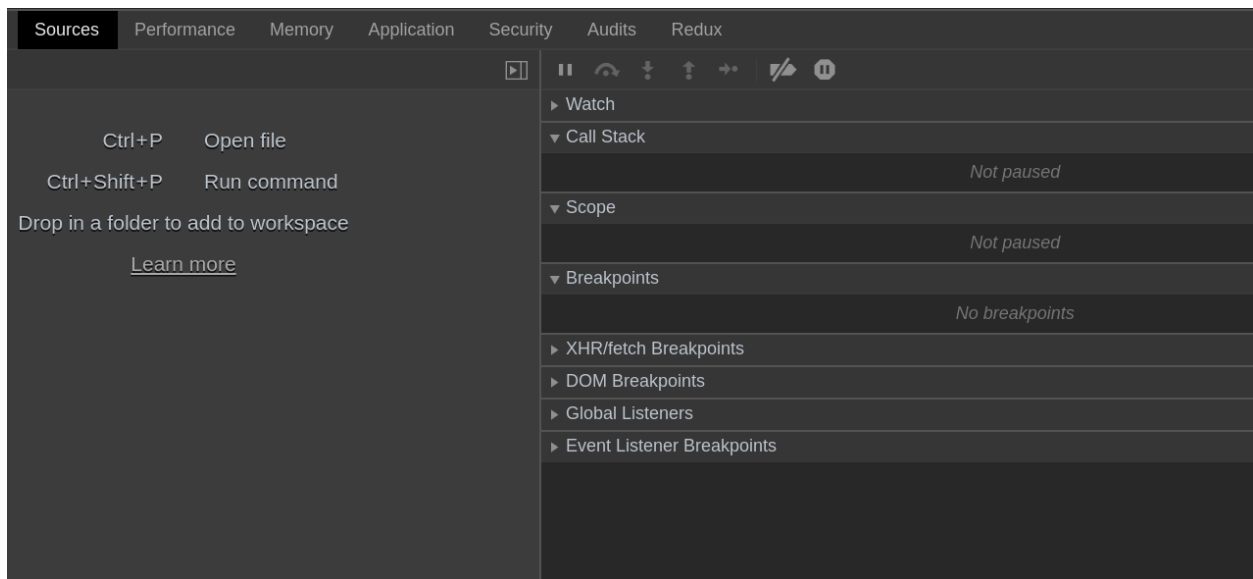 Sources Performance Memory Application Security Audits Redux
Ctrl+P Open file
Ctrl+Shift+P Run command
Drop in a folder to add to workspace
Learn more
Watch
Call Stack
Not paused
Scope
Not paused
Breakpoints
No breakpoints
XHR/fetch Breakpoints
DOM Breakpoints
Global Listeners
Event Listener Breakpoints